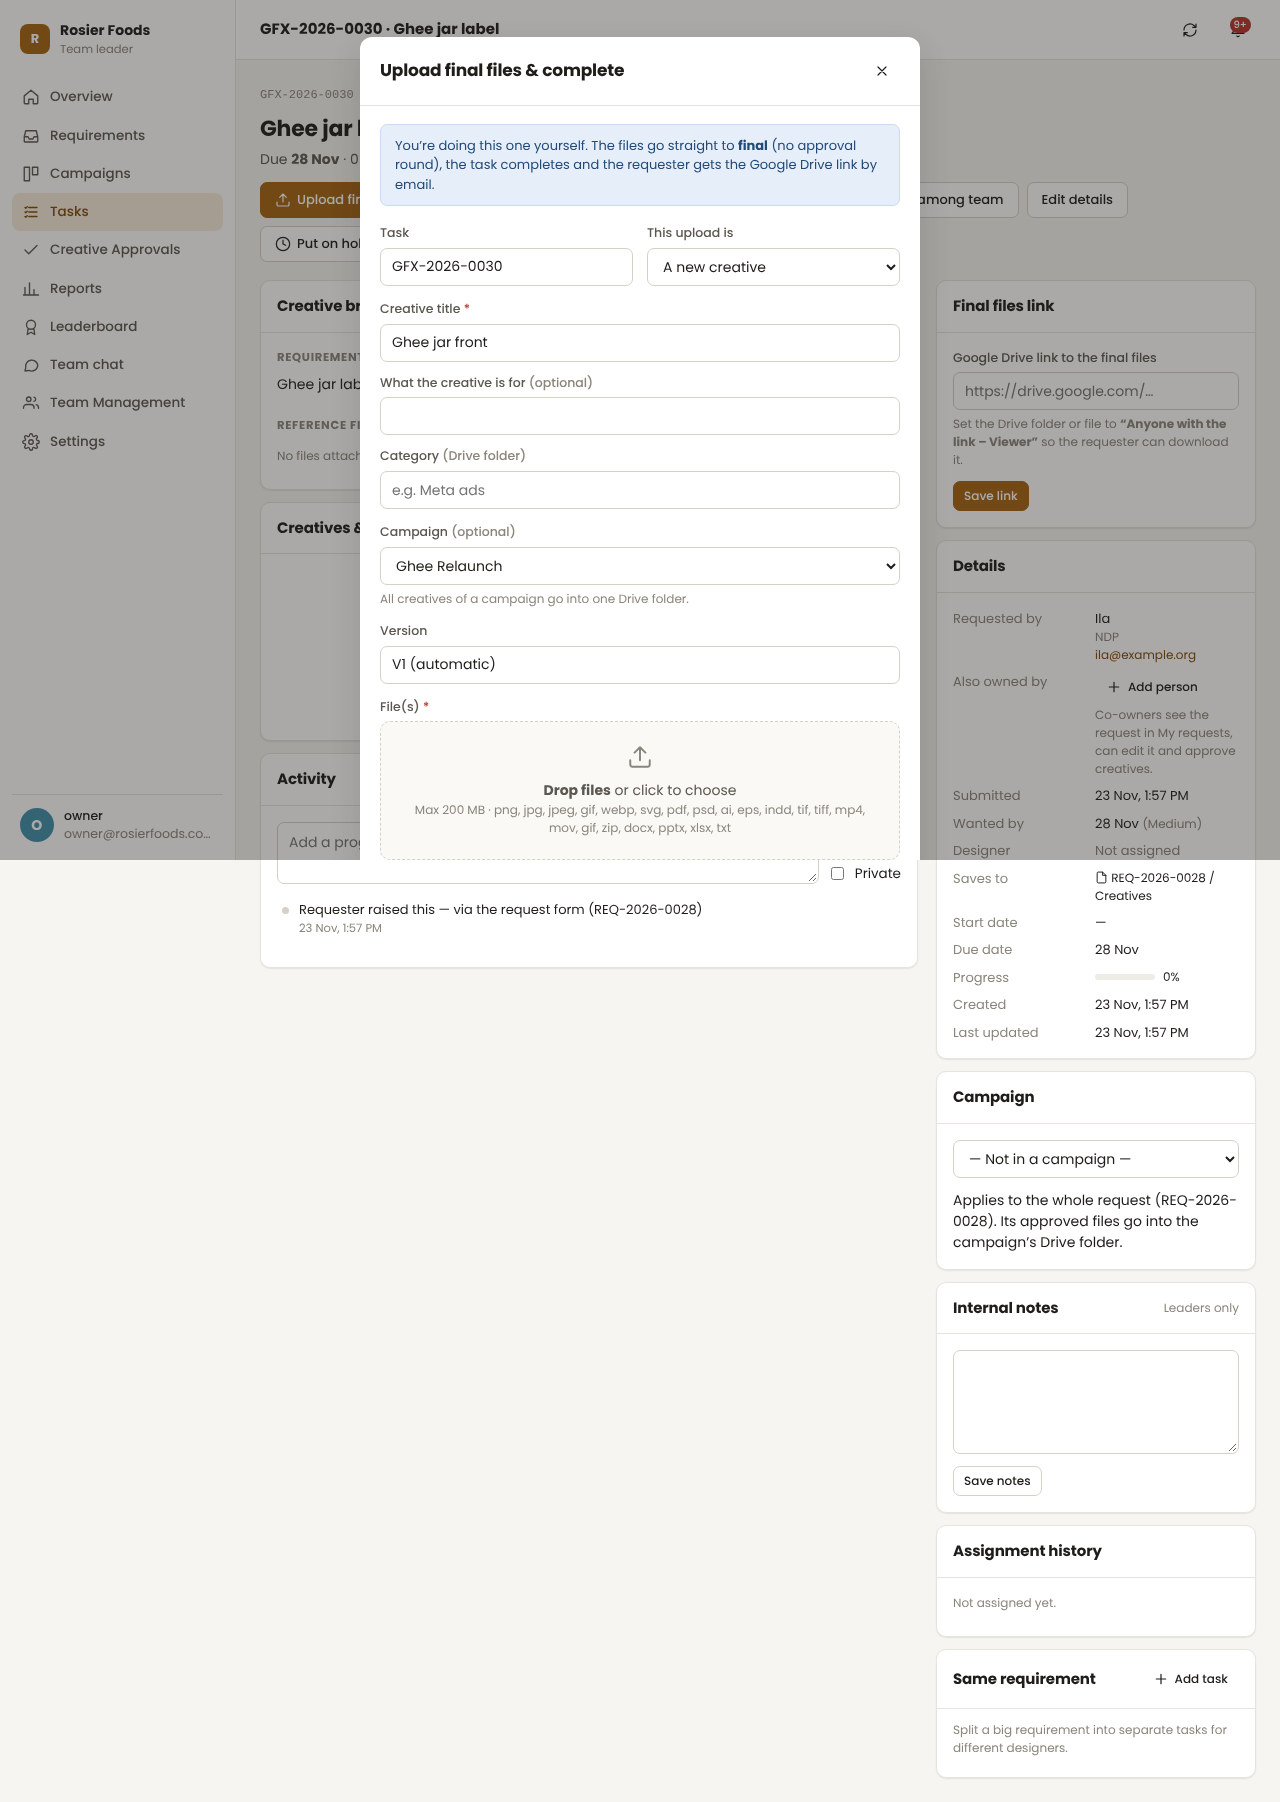 R
Rosier Foods
Team leader
Overview
Requirements
Campaigns
Tasks
Creative Approvals
Reports
Leaderboard
Team chat
Team Management
Settings
O
owner
owner@rosierfoods.co...
GFX-2026-0030 · Ghee jar label
9+
GFX-2026-0030
Ghee jar l
Due 28 Nov · 0
Upload fin
among team
Edit details
Put on hol
Creative br
REQUIREMENT
Ghee jar lab
REFERENCE FI
No files attach
Creatives &
Activity
Add a prog
Private
Requester raised this — via the request form (REQ-2026-0028)
23 Nov, 1:57 PM
Upload final files & complete
You're doing this one yourself. The files go straight to final (no approval
round), the task completes and the requester gets the Google Drive link by
email.
Task
This upload is
GFX-2026-0030
A new creative
Creative title *
Ghee jar front
What the creative is for (optional)
Category (Drive folder)
e.g. Meta ads
Campaign (optional)
Ghee Relaunch
All creatives of a campaign go into one Drive folder.
Version
V1 (automatic)
File(s) *
Drop files or click to choose
Max 200 MB · png, jpg, jpeg, gif, webp, svg, pdf, psd, ai, eps, indd, tif, tiff, mp4,
mov, gif, zip, docx, pptx, xlsx, txt
Final files link
Google Drive link to the final files
https://drive.google.com/...
Set the Drive folder or file to “Anyone with the
link – Viewer” so the requester can download
it.
Save link
Details
Requested by
Ila
NDP
ila@example.org
Also owned by
Add person
Co-owners see the
request in My requests,
can edit it and approve
creatives.
Submitted
23 Nov, 1:57 PM
Wanted by
28 Nov (Medium)
Designer
Not assigned
Saves to
REQ-2026-0028 /
Creatives
Start date
—
Due date
28 Nov
Progress
0%
Created
23 Nov, 1:57 PM
Last updated
23 Nov, 1:57 PM
Campaign
— Not in a campaign —
Applies to the whole request (REQ-2026-
0028). Its approved files go into the
campaign's Drive folder.
Internal notes
Leaders only
Save notes
Assignment history
Not assigned yet.
Same requirement
Add task
Split a big requirement into separate tasks for
different designers.